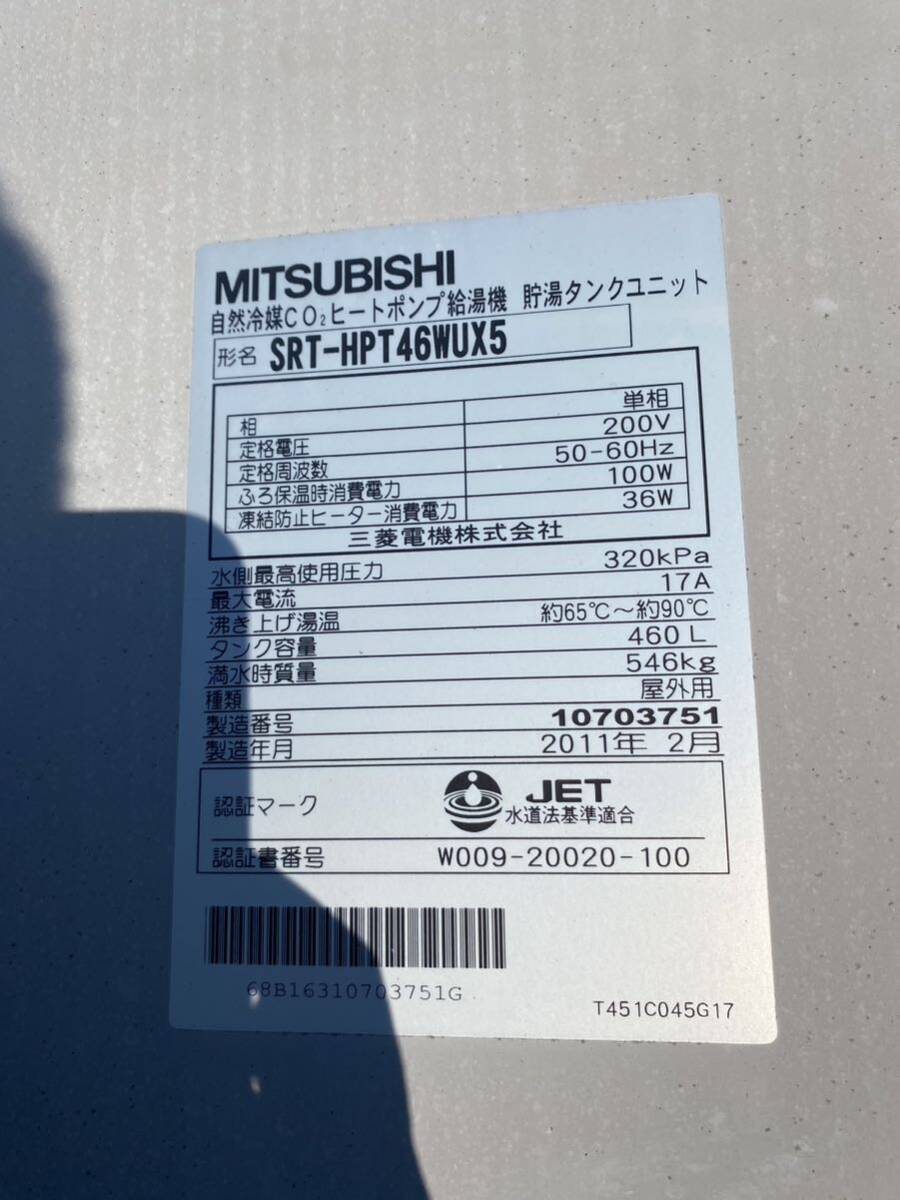 MITSUBISHI
自然冷媒CO₂ヒートポンプ給湯機 貯湯タンクユニット
形名 SRT-HPT46WUX5
相 単相
定格電圧 200V
定格周波数 50-60Hz
ふろ保温時消費電力 100W
凍結防止ヒーター消費電力 36W
三菱電機株式会社
水側最高使用圧力 320kPa
最大電流 17A
沸き上げ湯温 約65℃~約90℃
タンク容量 460L
満水時質量 546kg
種類 屋外用
製造番号 10703751
製造年月 2011年 2月
認証マーク JET
水道法基準適合
認証書番号 W009-20020-100
68B16310703751G
T451C045G17